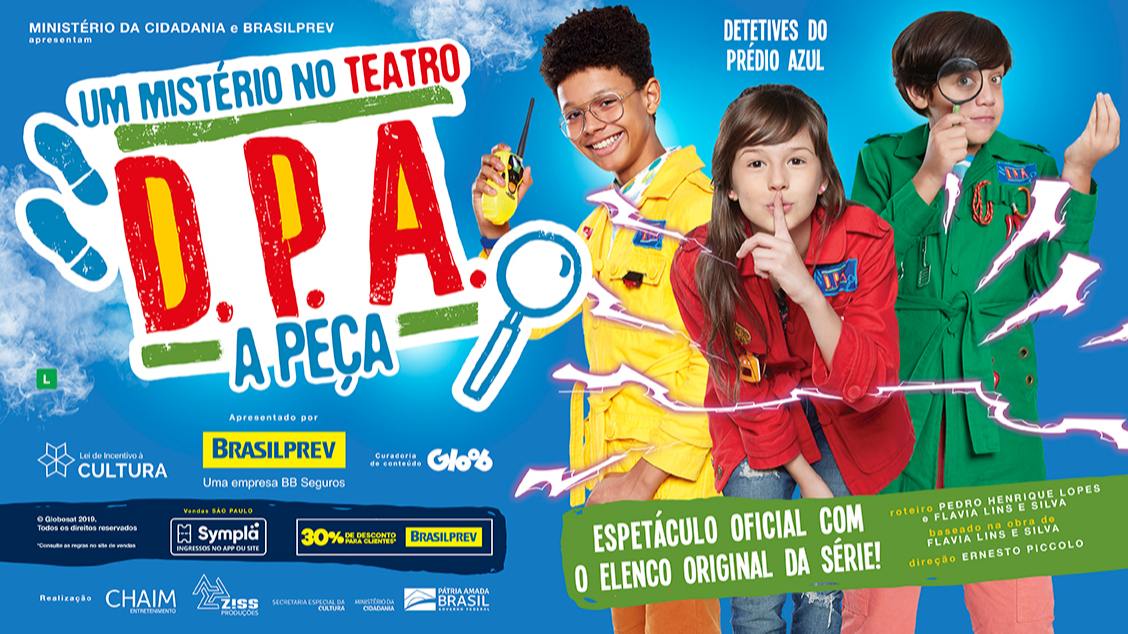 MINISTÉRIO DA CIDADANIA e BRASILPREV
apresentam
UM MISTÉRIO NO TEATRO
D.P.A.
A PEÇA
DETETIVES DO
PRÉDIO AZUL
L
Apresentado por
BRASILPREV
Uma empresa BB Seguros
Lei de Incentivo à
CULTURA
Curadoria
de conteúdo
Gloob
© Globosat 2019.
Todos os direitos reservados
*Consulte as regras no site de vendas
Vendas SÃO PAULO
Sympla
INGRESSOS NO APP OU SITE
30% DE DESCONTO
PARA CLIENTES*
BRASILPREV
ESPETÁCULO OFICIAL COM
O ELENCO ORIGINAL DA SÉRIE!
roteiro PEDRO HENRIQUE LOPES
e FLAVIA LINS E SILVA
baseado na obra de
FLAVIA LINS E SILVA
direção ERNESTO PICCOLO
Realização
CHAIM
ENTRETENIMENTO
ZISS
PRODUÇÕES
SECRETARIA ESPECIAL DA
CULTURA
MINISTÉRIO DA
CIDADANIA
PÁTRIA AMADA
BRASIL
GOVERNO FEDERAL